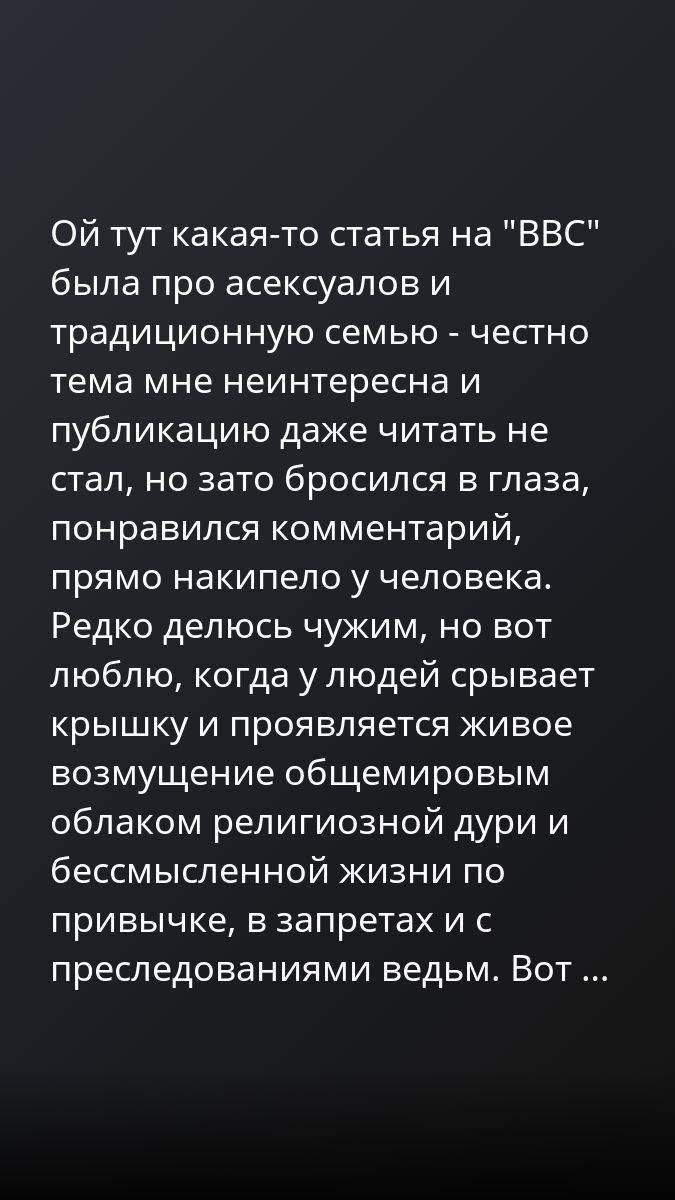 Ой тут какая-то статья на "BBC"
была про асексуалов и
традиционную семью - честно
тема мне неинтересна и
публикацию даже читать не
стал, но зато бросился в глаза,
понравился комментарий,
прямо накипело у человека.
Редко делюсь чужим, но вот
люблю, когда у людей срывает
крышку и проявляется живое
возмущение общемировым
облаком религиозной дури и
бессмысленной жизни по
привычке, в запретах и с
преследованиями ведьм. Вот ...